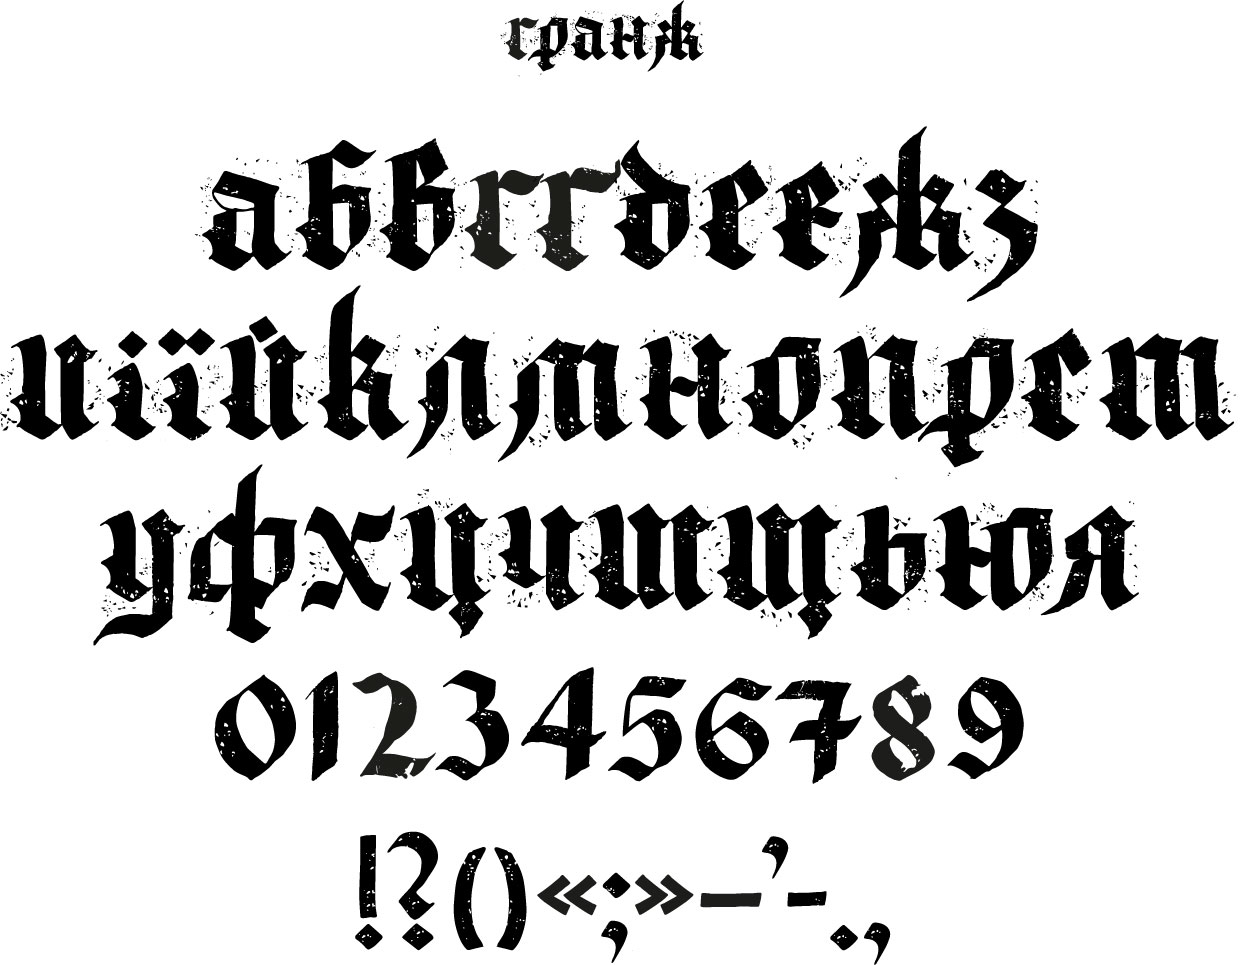 гранж
абвгґдеєжз
иіїйклмнопрст
уфхцчшщьюя
0123456789
!?()«;»—’-.,